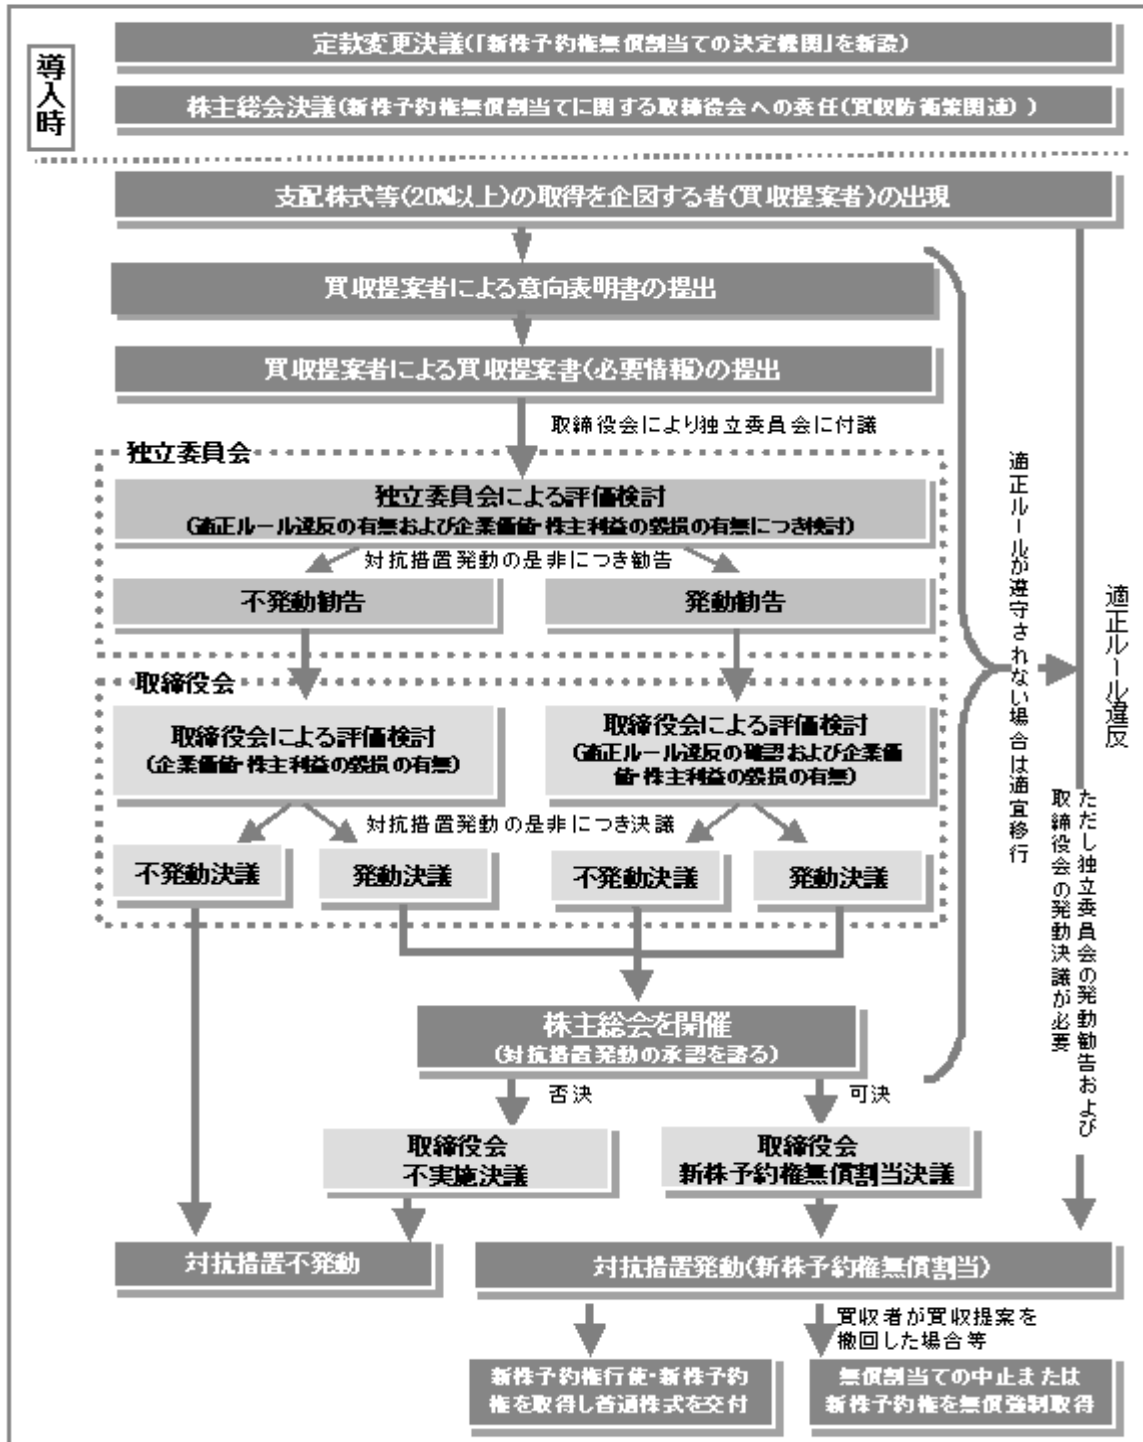 導入時
定款変更決議(「新株予約権無償割当ての決定機関」を新設)
株主総会決議(新株予約権無償割当てに関する取締役会への委任(買収防衛策関連))
支配株式等(20%以上)の取得を企図する者(買収提案者)の出現
買収提案者による意向表明書の提出
買収提案者による買収提案書(必要情報)の提出
取締役会により独立委員会に付議
独立委員会
独立委員会による評価検討
(適正ルール違反の有無および企業価値・株主利益の毀損の有無につき検討)
対抗措置発動の是非につき勧告
不発動勧告
発動勧告
取締役会
取締役会による評価検討
(企業価値・株主利益の毀損の有無)
取締役会による評価検討
(適正ルール違反の確認および企業価
値・株主利益の毀損の有無)
対抗措置発動の是非につき決議
不発動決議
発動決議
不発動決議
発動決議
株主総会を開催
(対抗措置発動の承認を諮る)
否決
可決
取締役会
不実施決議
取締役会
新株予約権無償割当決議
適正ルールが遵守されない場合は適宜移行
適正ルール違反
ただし独立委員会の発動勧告および
取締役会の発動決議が必要
対抗措置不発動
対抗措置発動(新株予約権無償割当)
買収者が買収提案を
撤回した場合等
新株予約権行使・新株予約
権を取得し普通株式を交付
無償割当ての中止または
新株予約権を無償強制取得